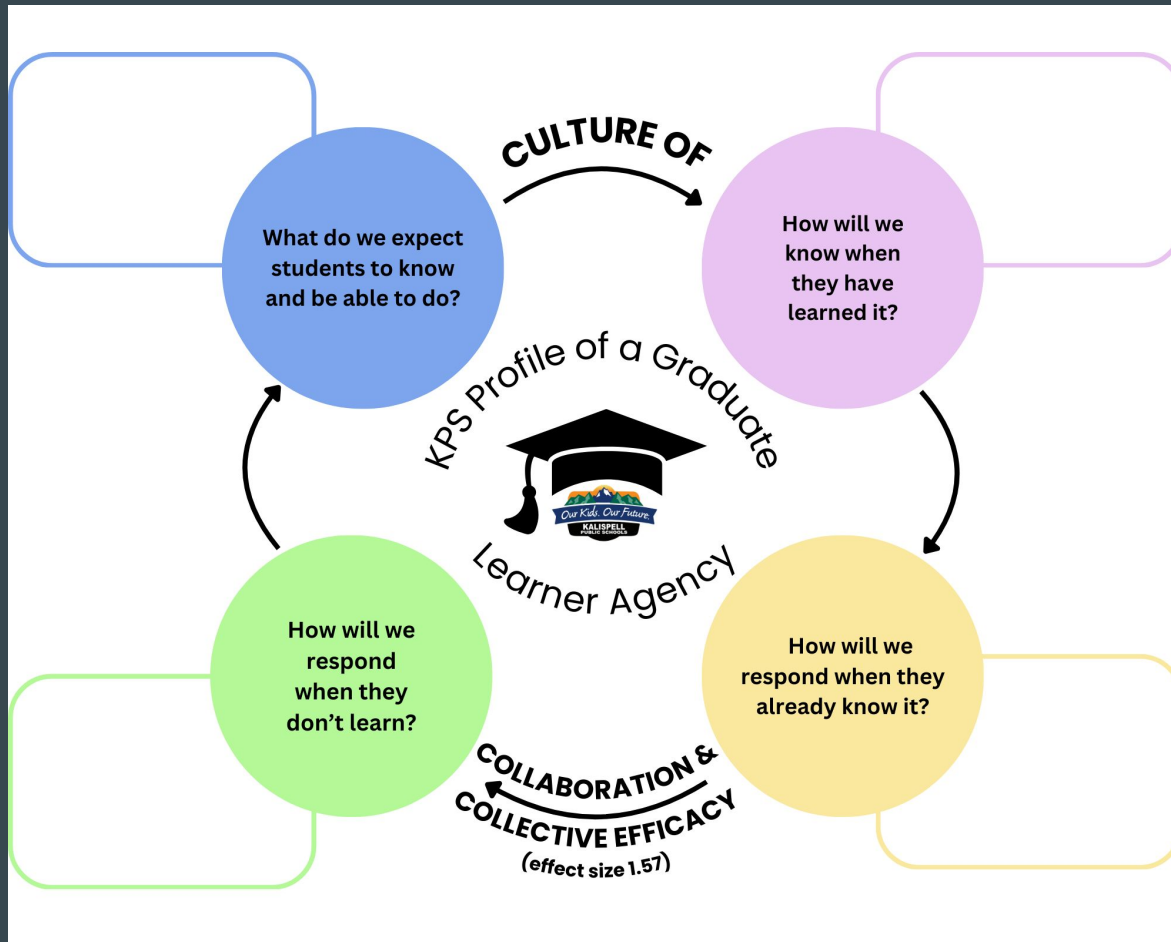 CULTURE OF
What do we expect
students to know
and be able to do?
How will we
know when
they have
learned it?
KPS Profile of a Graduate
Our Kids. Our Future.
KALISPELL
PUBLIC SCHOOLS
Learner Agency
How will we
respond
when they
don’t learn?
How will we
respond when they
already know it?
COLLABORATION &
COLLECTIVE EFFICACY
(effect size 1.57)